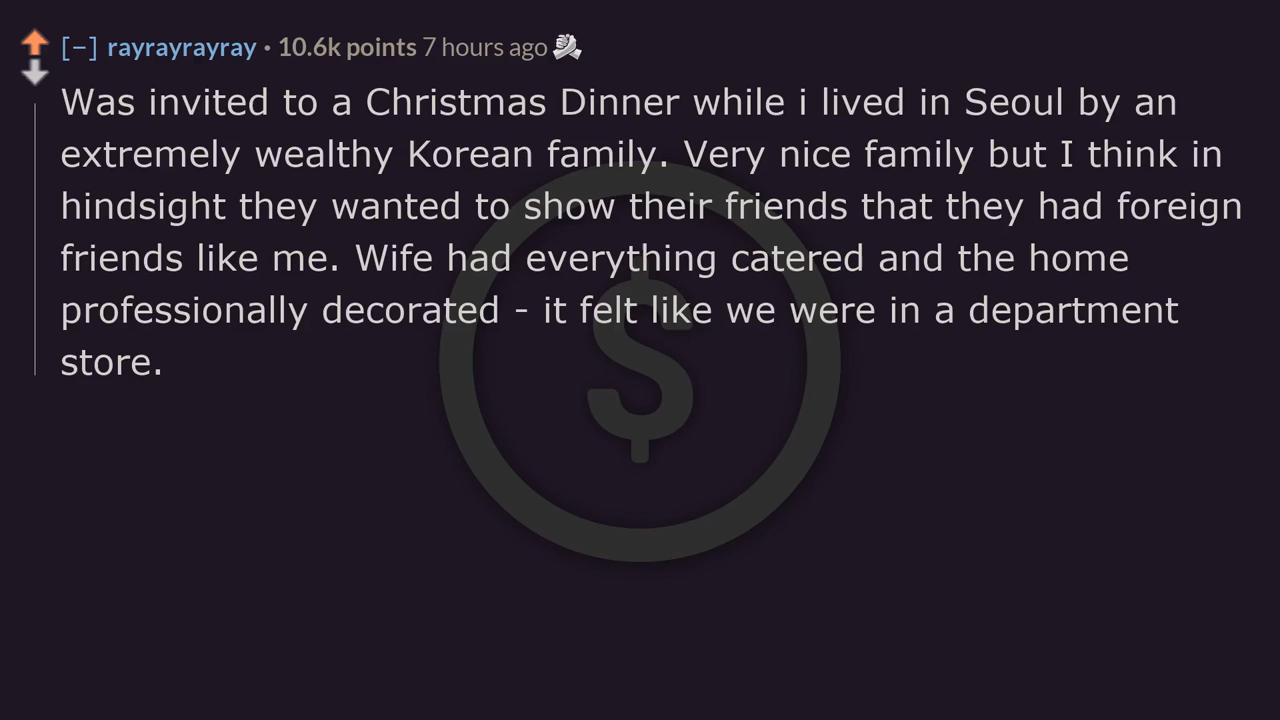 [–] rayrayrayray · 10.6k points 7 hours ago
Was invited to a Christmas Dinner while i lived in Seoul by an
extremely wealthy Korean family. Very nice family but I think in
hindsight they wanted to show their friends that they had foreign
friends like me. Wife had everything catered and the home
professionally decorated - it felt like we were in a department
store.
$